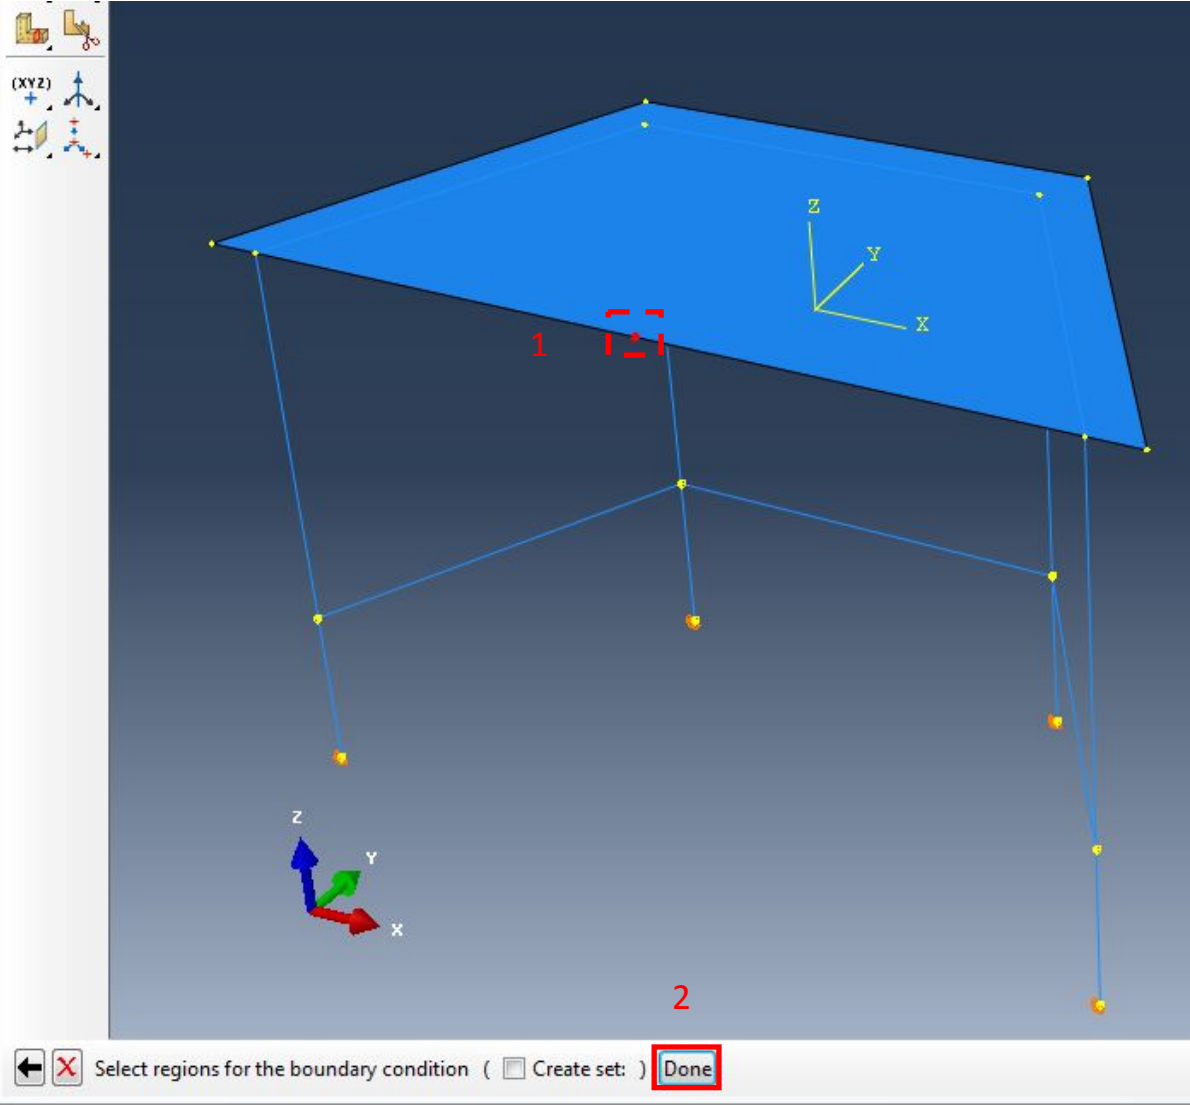 (XYZ)
Z
Y
X
1
Z
Y
X
2
Select regions for the boundary condition ( Create set: ) Done